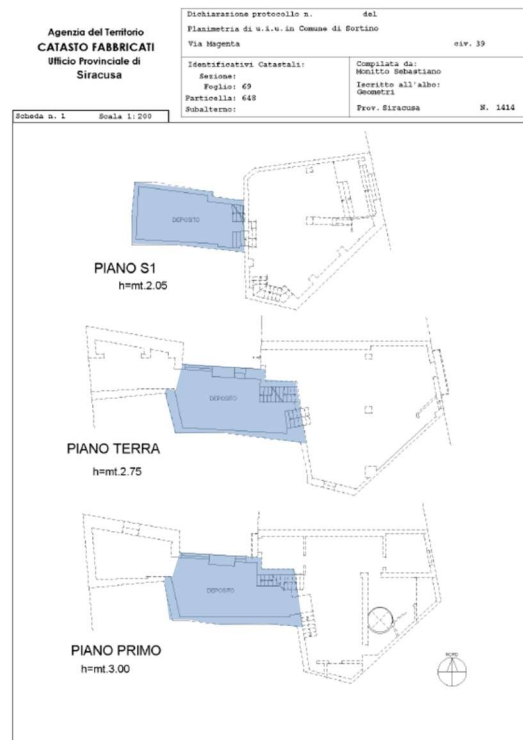 Agenzia del Territorio
CATASTO FABBRICATI
Ufficio Provinciale di
Siracusa
Dichiarazione protocollo n. del
Planimetria di u.i.u. in Comune di Sortino
Via Magenta civ. 39
Identificativi Catastali:
Sezione:
Foglio: 69
Particella: 648
Subalterno:
Compilata da:
Monitto Sebastiano
Iscritto all'albo:
Geometri
Prov. Siracusa N. 1414
Scheda n. 1 Scala 1:200
DEPOSITO
PIANO S1
h=mt.2.05
DEPOSITO
PIANO TERRA
h=mt.2.75
DEPOSITO
PIANO PRIMO
h=mt.3.00
NORD